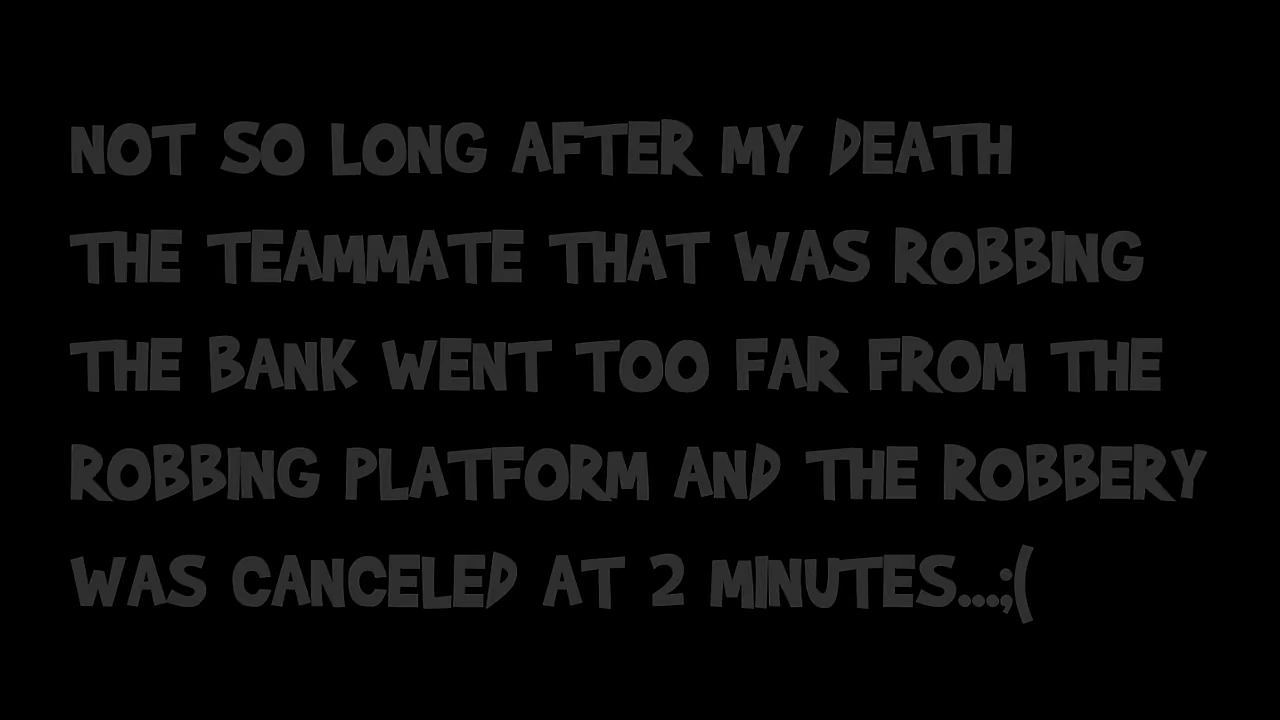 NOT SO LONG AFTER MY DEATH
THE TEAMMATE THAT WAS ROBBING
THE BANK WENT TOO FAR FROM THE
ROBBING PLATFORM AND THE ROBBERY
WAS CANCELED AT 2 MINUTES...;(